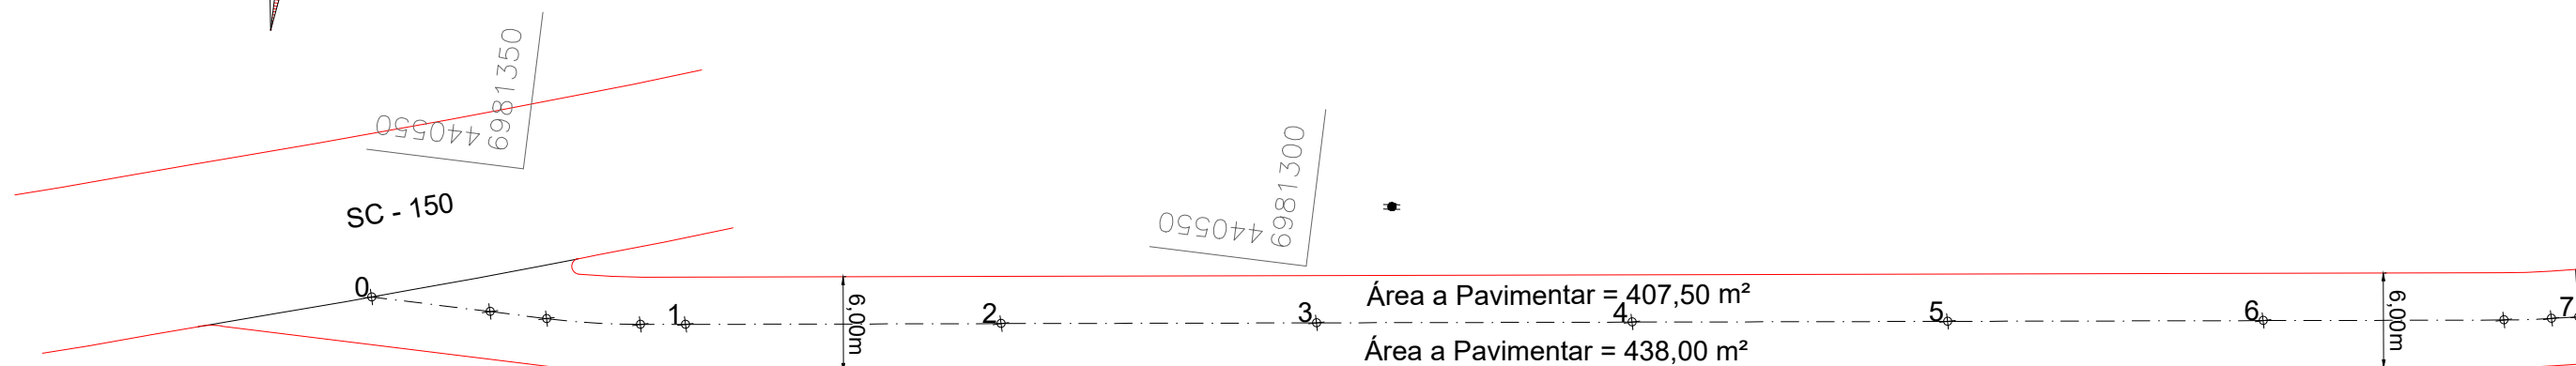 440550
6981350
SC - 150
440550
6981300
0
1
2
3
4
5
6
7
6,00m
Área a Pavimentar = 407,50 m²
Área a Pavimentar = 438,00 m²
6,00m